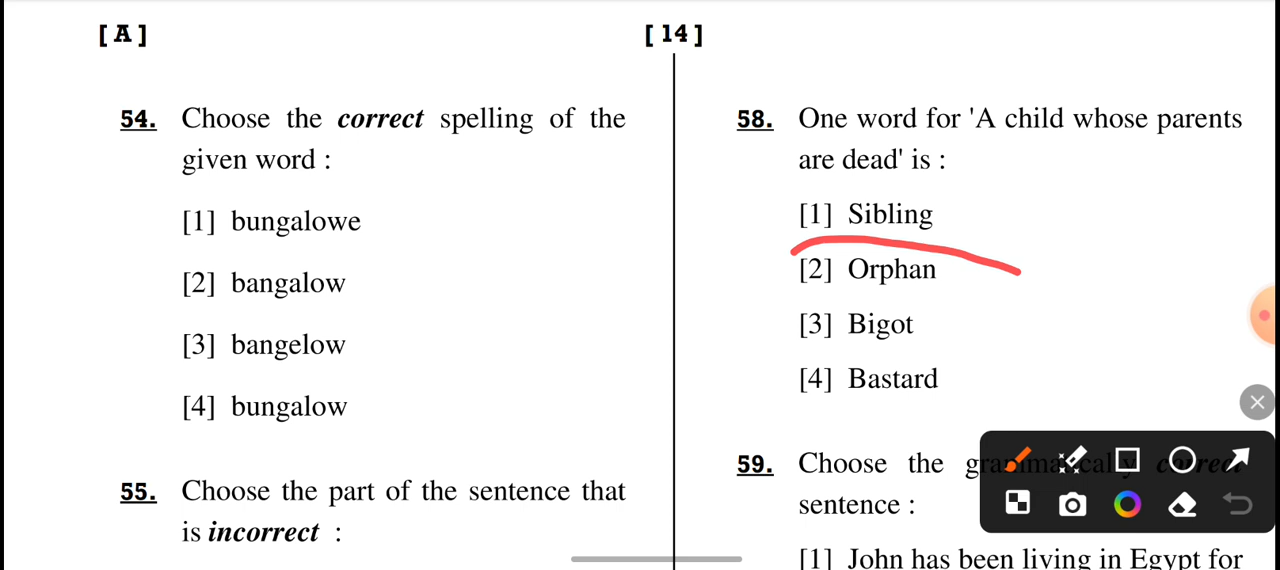 [ A ]
[ 14 ]
54. Choose the correct spelling of the
given word :
[1] bungalowe
[2] bangalow
[3] bangelow
[4] bungalow
55. Choose the part of the sentence that
is incorrect :
58. One word for 'A child whose parents
are dead' is :
[1] Sibling
[2] Orphan
[3] Bigot
[4] Bastard
59. Choose the grammatically correct
sentence :
[1] John has been living in Egypt for